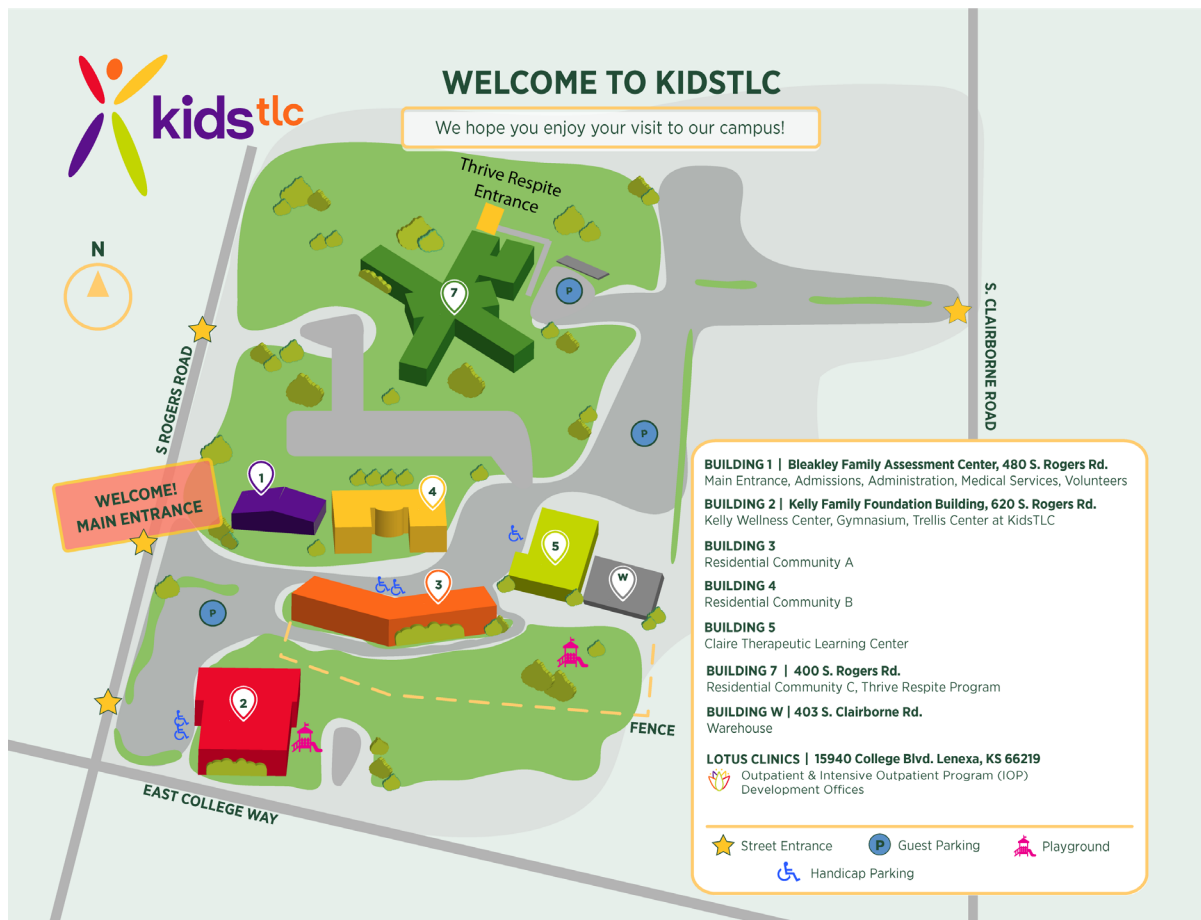 kidstlc
WELCOME TO KIDSTLC
We hope you enjoy your visit to our campus!
Thrive Respite
Entrance
N
7
P
S ROGERS ROAD
S. CLAIRBORNE ROAD
P
WELCOME!
MAIN ENTRANCE
1
4
5
W
3
P
2
FENCE
EAST COLLEGE WAY
BUILDING 1 | Bleakley Family Assessment Center, 480 S. Rogers Rd.
Main Entrance, Admissions, Administration, Medical Services, Volunteers
BUILDING 2 | Kelly Family Foundation Building, 620 S. Rogers Rd.
Kelly Wellness Center, Gymnasium, Trellis Center at KidsTLC
BUILDING 3
Residential Community A
BUILDING 4
Residential Community B
BUILDING 5
Claire Therapeutic Learning Center
BUILDING 7 | 400 S. Rogers Rd.
Residential Community C, Thrive Respite Program
BUILDING W | 403 S. Clairborne Rd.
Warehouse
LOTUS CLINICS | 15940 College Blvd. Lenexa, KS 66219
Outpatient & Intensive Outpatient Program (IOP)
Development Offices
Street Entrance
P Guest Parking
Playground
Handicap Parking